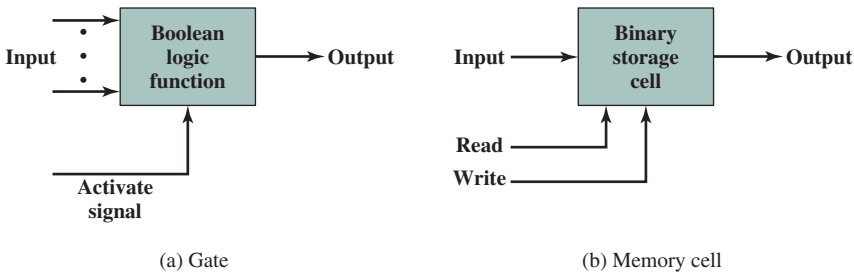 Input
Boolean
logic
function
Output
Activate
signal
(a) Gate
Input
Binary
storage
cell
Output
Read
Write
(b) Memory cell